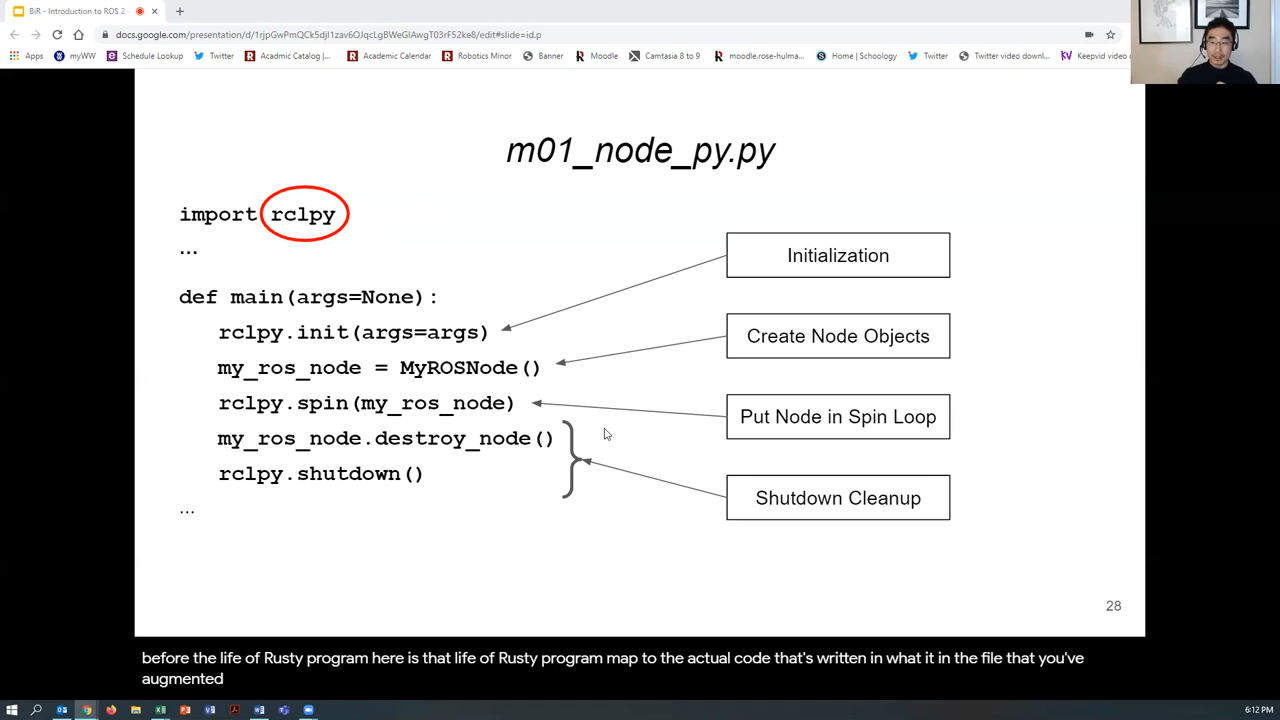 BiR - Introduction to ROS 2
docs.google.com/presentation/d/1rjpGwPmQCk5djI1zav6OJqcLgBWeGIAwgT03rF52ke8/edit#slide=id.p
Apps myWW Schedule Lookup Twitter Acadmic Catalog |... Academic Calendar Robotics Minor Banner Moodle Camtasia 8 to 9 moodle.rose-hulma... Home | Schoology Twitter Twitter video downl... Keepvid video
m01_node_py.py
import rclpy
...
def main(args=None):
rclpy.init(args=args)
my_ros_node = MyROSNode()
rclpy.spin(my_ros_node)
my_ros_node.destroy_node()
rclpy.shutdown()
...
Initialization
Create Node Objects
Put Node in Spin Loop
Shutdown Cleanup
28
before the life of Rusty program here is that life of Rusty program map to the actual code that's written in what it in the file that you've
augmented
6:12 PM